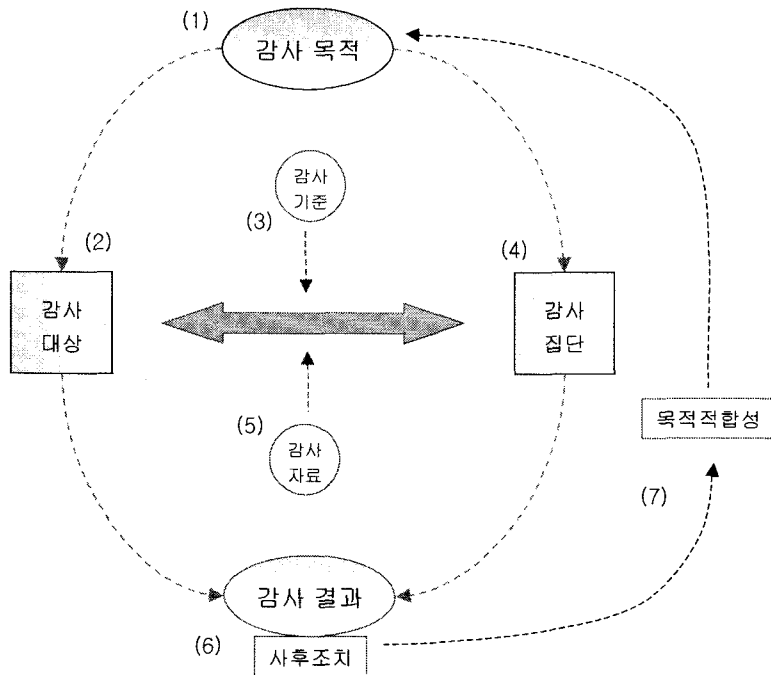 (1)
감사 목적
감사
기준
(3)
(2)
(4)
감사
대상
감사
집단
(5)
감사
자료
목적적합성
(7)
감사 결과
(6)
사후조치